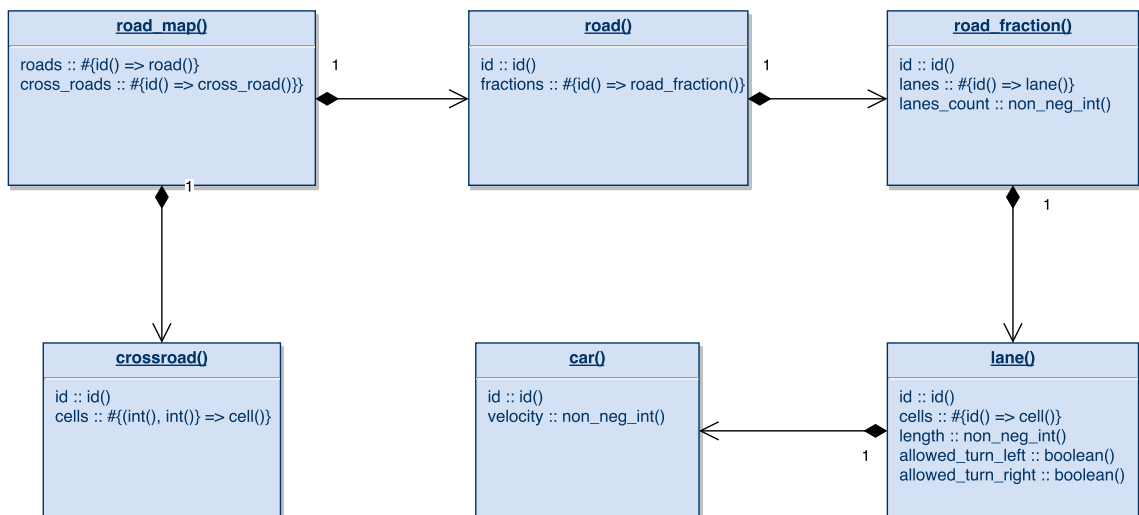 road_map()
roads :: #{id() => road()}
cross_roads :: #{id() => cross_road()}}
1
1
road()
id :: id()
fractions :: #{id() => road_fraction()}
1
road_fraction()
id :: id()
lanes :: #{id() => lane()}
lanes_count :: non_neg_int()
1
crossroad()
id :: id()
cells :: #{(int(), int()} => cell()}
car()
id :: id()
velocity :: non_neg_int()
1
lane()
id :: id()
cells :: #{id() => cell()}
length :: non_neg_int()
allowed_turn_left :: boolean()
allowed_turn_right :: boolean()